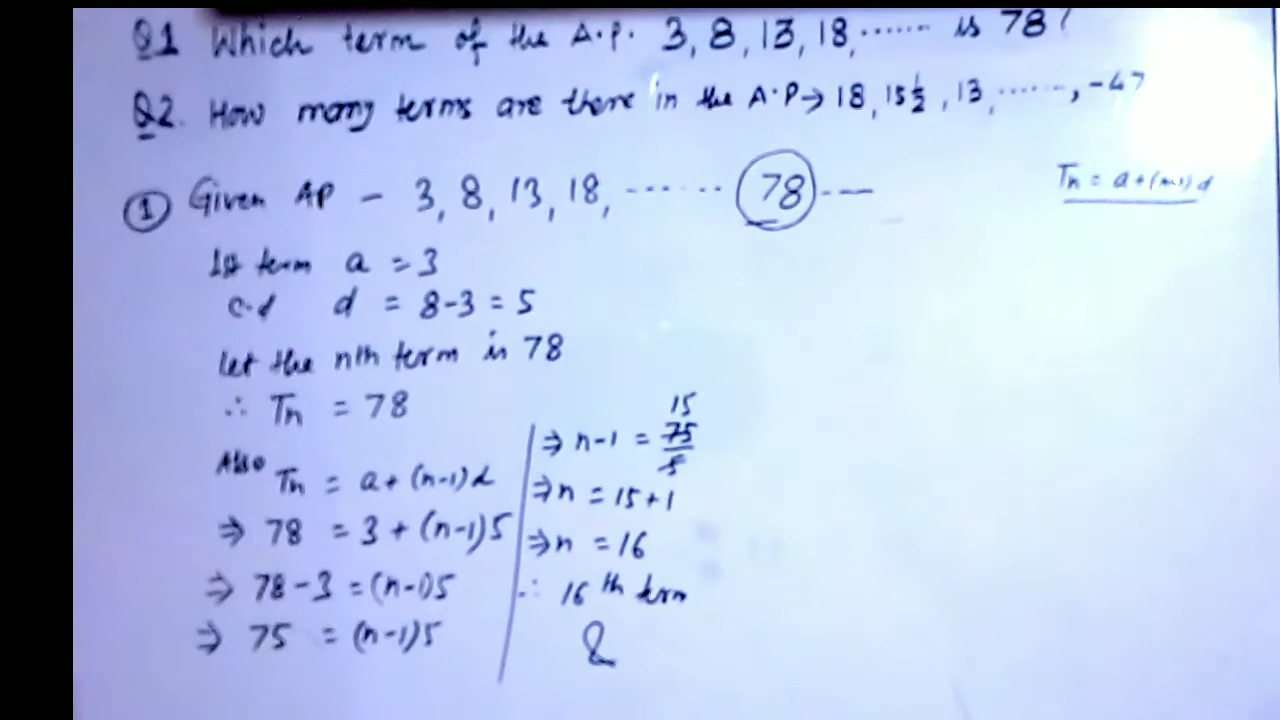 Q1 Which term of the A.P. 3, 8, 13, 18, ...... is 78?
Q2. How many terms are there in the A.P → 18, 15½, 13, ......, -47
① Given AP - 3, 8, 13, 18, ...... 78 ---
Tn = a+(n-1)d
1st term a = 3
c.d d = 8-3 = 5
let the nth term is 78
∴ Tn = 78
Also Tn = a+(n-1)d
⇒ 78 = 3+(n-1)5
⇒ 78-3 = (n-1)5
⇒ 75 = (n-1)5
15
⇒ n-1 = 75/5
⇒ n = 15+1
⇒ n = 16
∴ 16th term